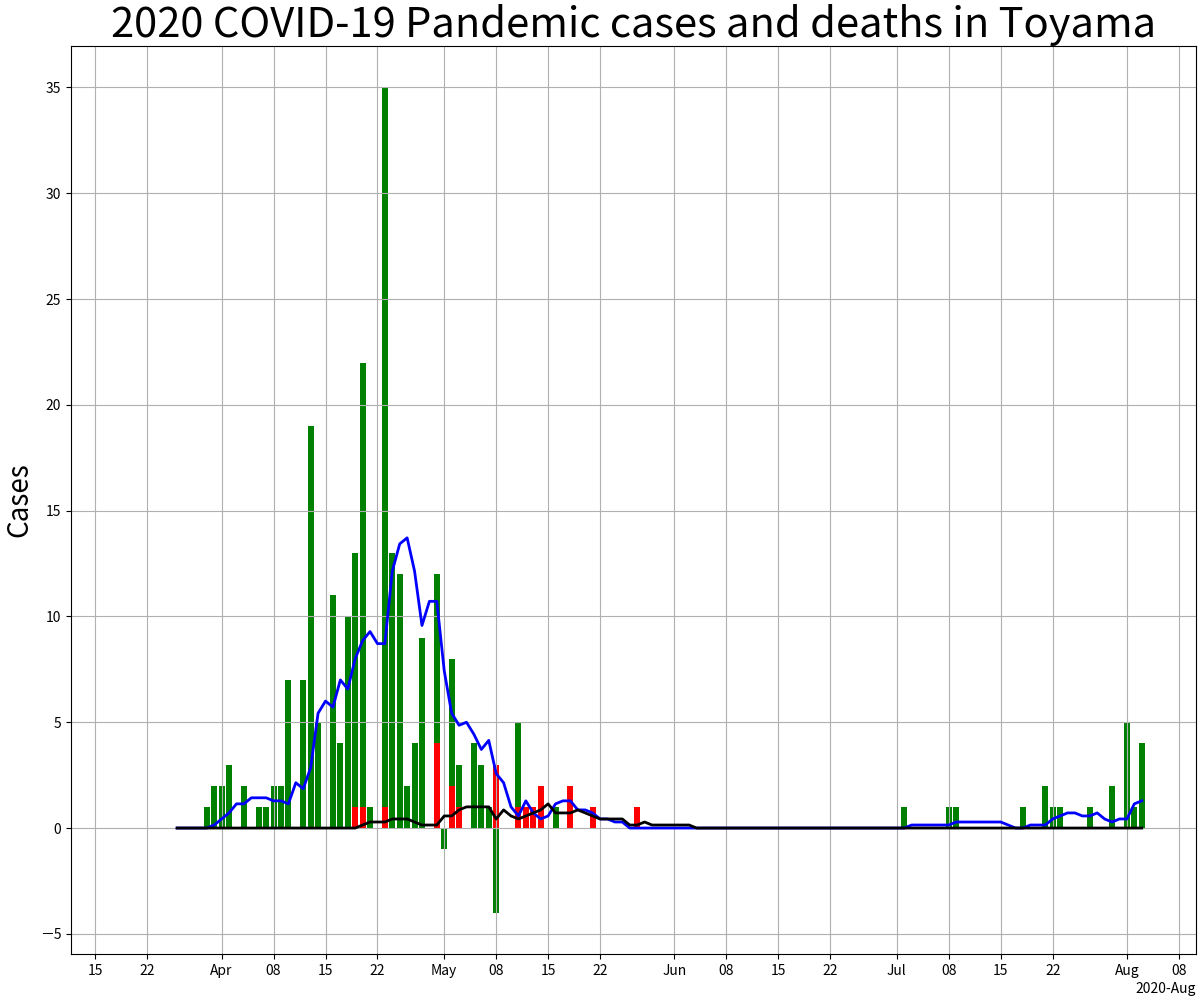 2020 COVID-19 Pandemic cases and deaths in Toyama
Cases
35
30
25
20
15
10
5
0
−5
15 22 Apr 08 15 22 May 08 15 22 Jun 08 15 22 Jul 08 15 22 Aug 08
2020-Aug